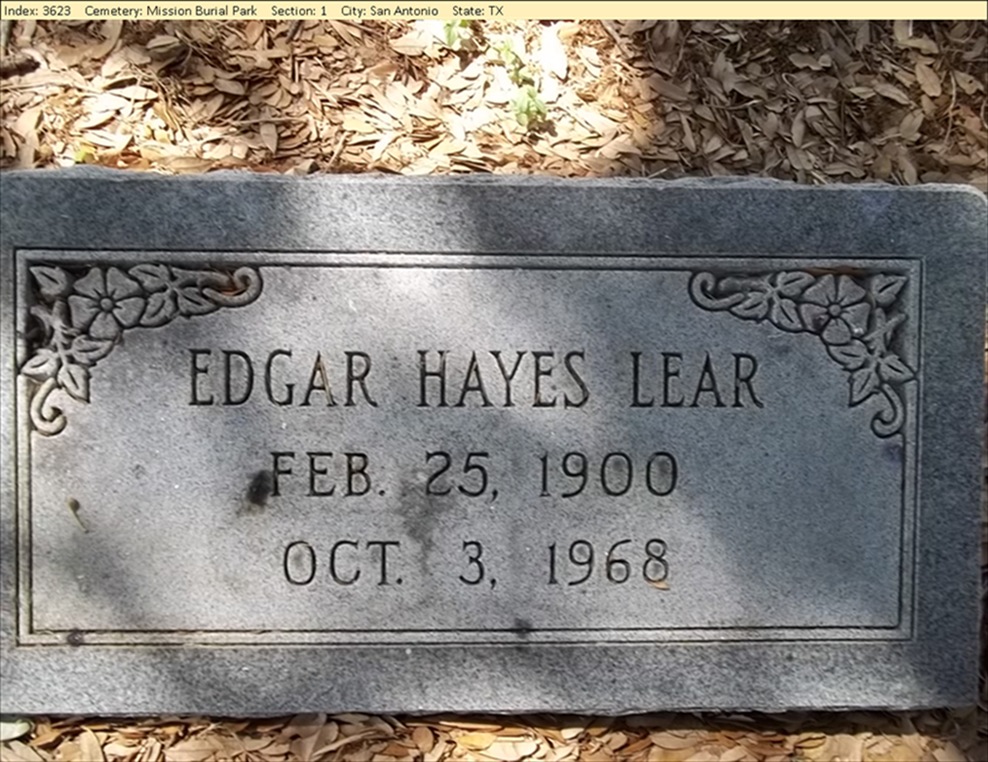 Index: 3623 Cemetery: Mission Burial Park Section: 1 City: San Antonio State: TX
EDGAR HAYES LEAR
FEB. 25, 1900
OCT. 3, 1968